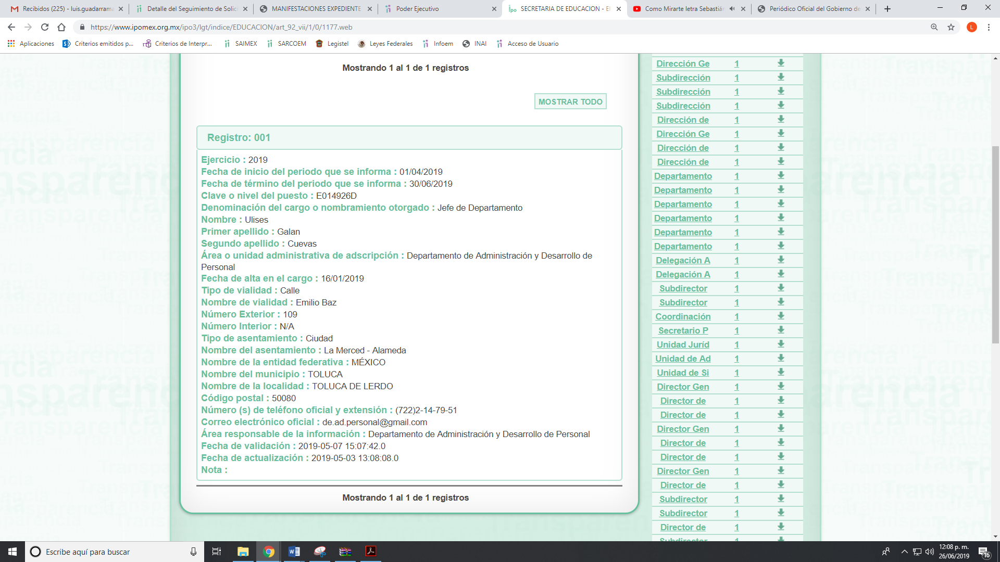 Recibidos (225) - luis.guadarrama
Detalle del Seguimiento de Solici
MANIFESTACIONES EXPEDIENTE
Poder Ejecutivo
SECRETARIA DE EDUCACION - El
Como Mirarte letra Sebastián
Periódico Oficial del Gobierno de
https://www.ipomex.org.mx/ipo3/lgt/indice/EDUCACION/art_92_vii/1/0/1177.web
L
Aplicaciones
Criterios emitidos p...
Criterios de Interpr...
SAIMEX
SARCOEM
Legistel
Leyes Federales
Infoem
INAI
Acceso de Usuario
Mostrando 1 al 1 de 1 registros
MOSTRAR TODO
Registro: 001
Ejercicio : 2019
Fecha de inicio del periodo que se informa : 01/04/2019
Fecha de término del periodo que se informa : 30/06/2019
Clave o nivel del puesto : E014926D
Denominación del cargo o nombramiento otorgado : Jefe de Departamento
Nombre : Ulises
Primer apellido : Galan
Segundo apellido : Cuevas
Área o unidad administrativa de adscripción : Departamento de Administración y Desarrollo de
Personal
Fecha de alta en el cargo : 16/01/2019
Tipo de vialidad : Calle
Nombre de vialidad : Emilio Baz
Número Exterior : 109
Número Interior : N/A
Tipo de asentamiento : Ciudad
Nombre del asentamiento : La Merced - Alameda
Nombre de la entidad federativa : MÉXICO
Nombre del municipio : TOLUCA
Nombre de la localidad : TOLUCA DE LERDO
Código postal : 50080
Número (s) de teléfono oficial y extensión : (722)2-14-79-51
Correo electrónico oficial : de.ad.personal@gmail.com
Área responsable de la información : Departamento de Administración y Desarrollo de Personal
Fecha de validación : 2019-05-07 15:07:42.0
Fecha de actualización : 2019-05-03 13:08:08.0
Nota :
Mostrando 1 al 1 de 1 registros
Dirección Ge 1
Subdirección 1
Subdirección 1
Subdirección 1
Dirección de 1
Dirección Ge 1
Dirección de 1
Dirección de 1
Departamento 1
Departamento 1
Departamento 1
Departamento 1
Departamento 1
Departamento 1
Delegación A 1
Delegación A 1
Subdirector 1
Subdirector 1
Coordinación 1
Secretario P 1
Unidad Juríd 1
Unidad de Ad 1
Unidad de Si 1
Director Gen 1
Director de 1
Director de 1
Director Gen 1
Director de 1
Director de 1
Director Gen 1
Director de 1
Subdirector 1
Subdirector 1
Director de 1
Escribe aquí para buscar
12:08 p. m.
26/06/2019
16